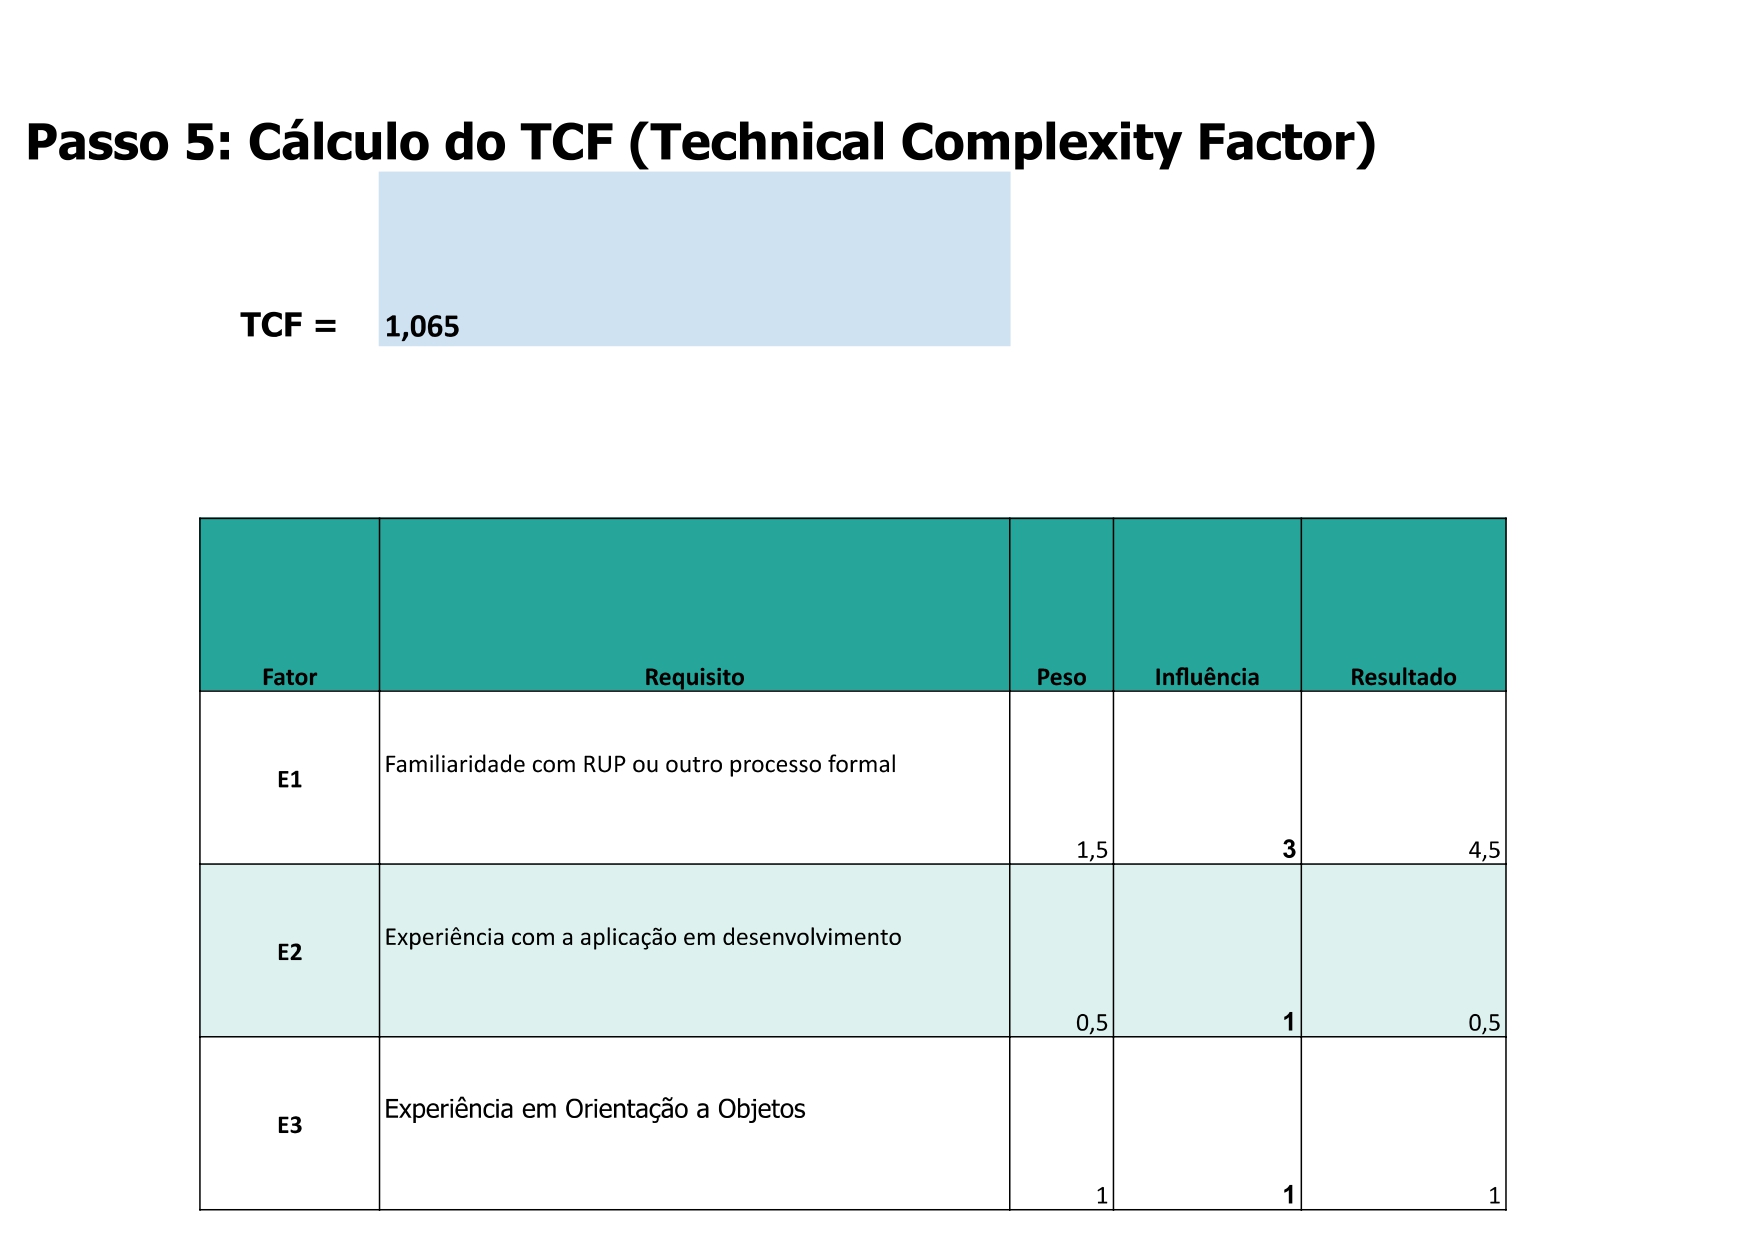 Passo 5: Cálculo do TCF (Technical Complexity Factor)
TCF = 1,065
Fator Requisito Peso Influência Resultado
E1 Familiaridade com RUP ou outro processo formal 1,5 3 4,5
E2 Experiência com a aplicação em desenvolvimento 0,5 1 0,5
E3 Experiência em Orientação a Objetos 1 1 1